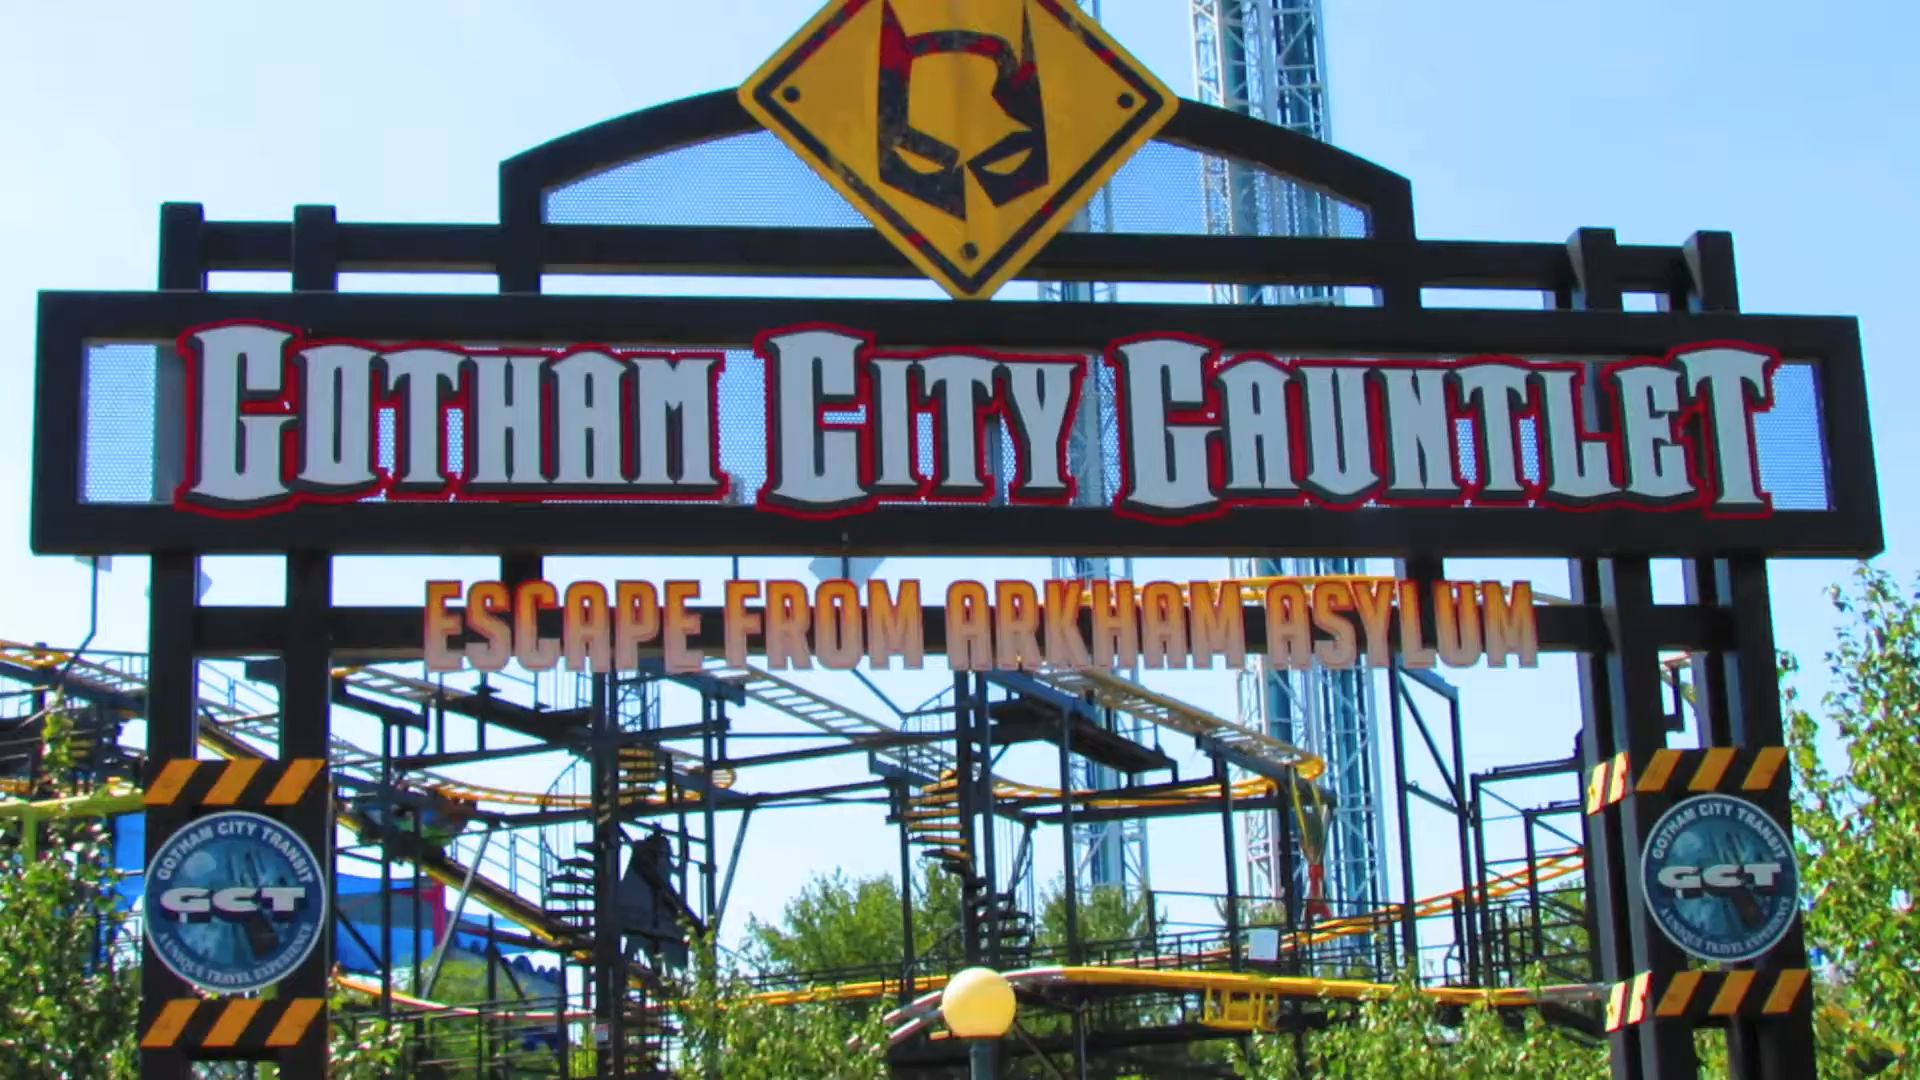 GOTHAM CITY GAUNTLET
ESCAPE FROM ARKHAM ASYLUM
GOTHAM CITY TRANSIT
GCT
A UNIQUE TRAVEL EXPERIENCE
GOTHAM CITY TRANSIT
GCT
A UNIQUE TRAVEL EXPERIENCE